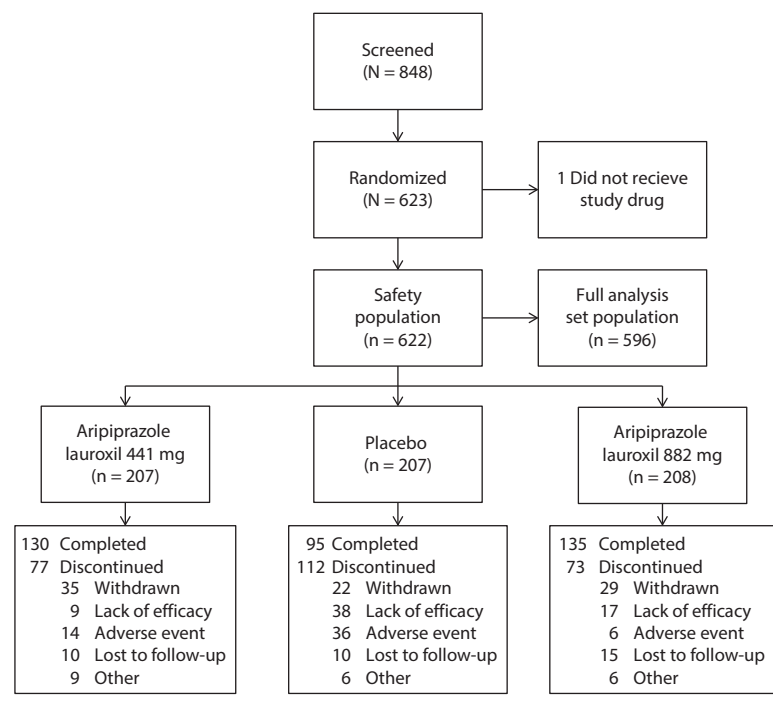 Screened
(N = 848)
Randomized
(N = 623)
1 Did not recieve
study drug
Safety
population
(n = 622)
Full analysis
set population
(n = 596)
Aripiprazole
lauroxil 441 mg
(n = 207)
Placebo
(n = 207)
Aripiprazole
lauroxil 882 mg
(n = 208)
130 Completed
77 Discontinued
35 Withdrawn
9 Lack of efficacy
14 Adverse event
10 Lost to follow-up
9 Other
95 Completed
112 Discontinued
22 Withdrawn
38 Lack of efficacy
36 Adverse event
10 Lost to follow-up
6 Other
135 Completed
73 Discontinued
29 Withdrawn
17 Lack of efficacy
6 Adverse event
15 Lost to follow-up
6 Other